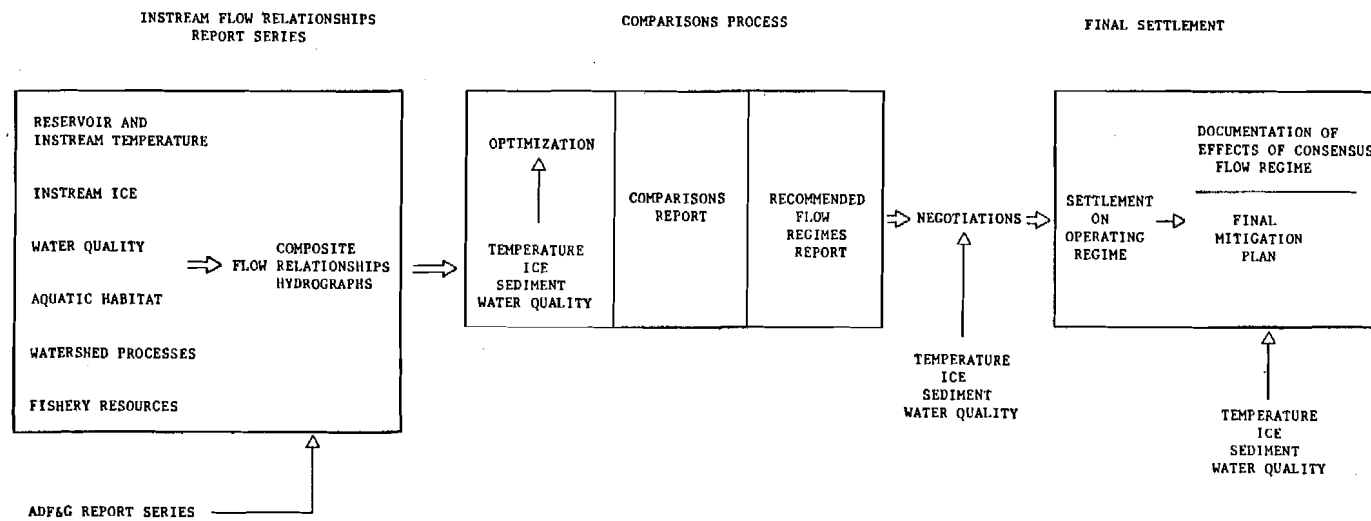 INSTREAM FLOW RELATIONSHIPS
REPORT SERIES
COMPARISONS PROCESS
FINAL SETTLEMENT
RESERVOIR AND
INSTREAM TEMPERATURE
INSTREAM ICE
WATER QUALITY
AQUATIC HABITAT
WATERSHED PROCESSES
FISHERY RESOURCES
COMPOSITE
FLOW RELATIONSHIPS
HYDROGRAPHS
ADF&G REPORT SERIES
OPTIMIZATION
TEMPERATURE
ICE
SEDIMENT
WATER QUALITY
COMPARISONS
REPORT
RECOMMENDED
FLOW
REGIMES
REPORT
NEGOTIATIONS
TEMPERATURE
ICE
SEDIMENT
WATER QUALITY
SETTLEMENT
ON
OPERATING
REGIME
DOCUMENTATION OF
EFFECTS OF CONSENSUS
FLOW REGIME
FINAL
MITIGATION
PLAN
TEMPERATURE
ICE
SEDIMENT
WATER QUALITY